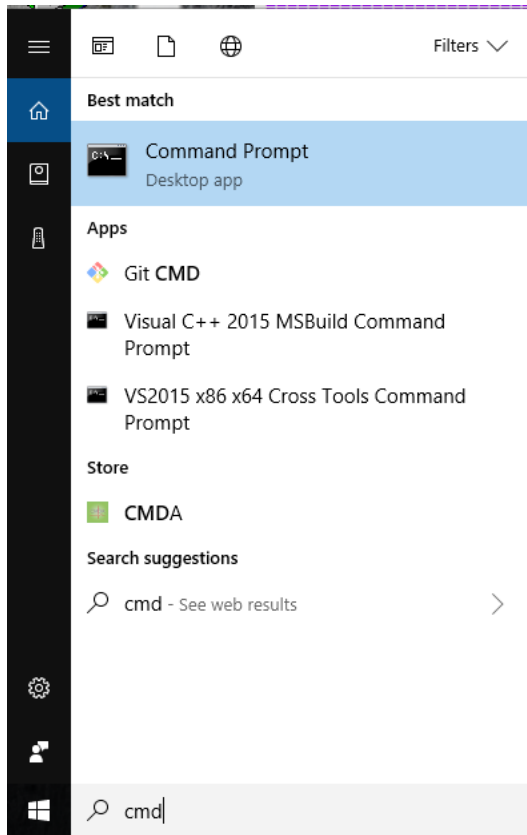 Filters
Best match
Command Prompt
Desktop app
Apps
Git CMD
Visual C++ 2015 MSBuild Command
Prompt
VS2015 x86 x64 Cross Tools Command
Prompt
Store
CMDA
Search suggestions
cmd - See web results
cmd